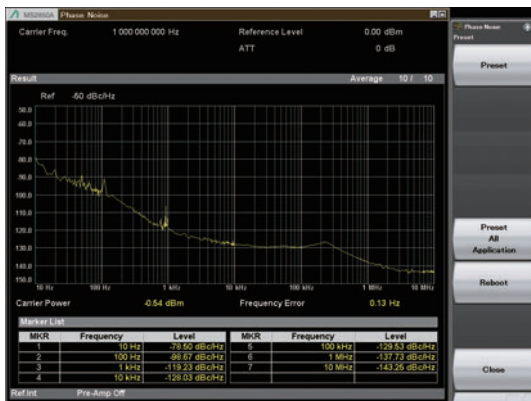 MS2850A Phase Noise
Carrier Freq. 1 000 000 000 Hz Reference Level 0.00 dBm
ATT 0 dB
Result Average 10 / 10
Ref -50 dBc/Hz
-50.0
-60.0
-70.0
-80.0
-90.0
-100.0
-110.0
-120.0
-130.0
-140.0
-150.0
10 Hz 100 Hz 1 kHz 10 kHz 100 kHz 1 MHz 10 MHz
Carrier Power -0.54 dBm Frequency Error 0.13 Hz
Marker List
MKR Frequency Level MKR Frequency Level
1 10 Hz -78.50 dBc/Hz 5 100 kHz -129.53 dBc/Hz
2 100 Hz -98.67 dBc/Hz 6 1 MHz -137.73 dBc/Hz
3 1 kHz -119.23 dBc/Hz 7 10 MHz -143.25 dBc/Hz
4 10 kHz -128.03 dBc/Hz
Ref.Int Pre-Amp Off
Phase Noise
Preset
Preset
Preset
All
Application
Reboot
Close